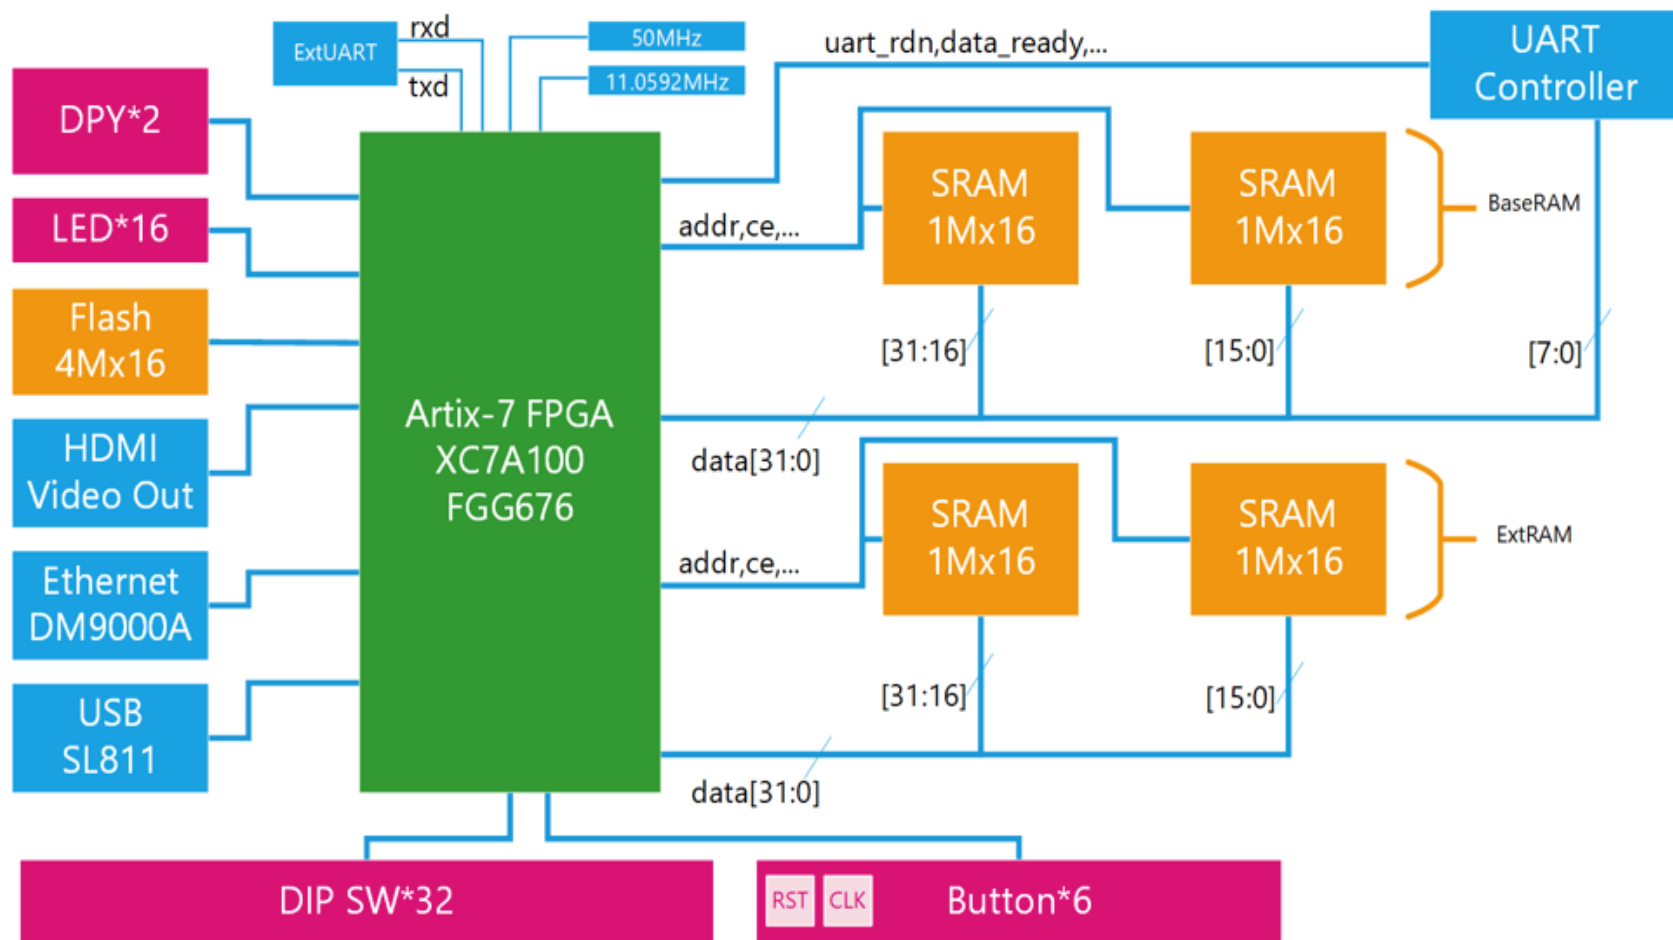 ExtUART
rxd
txd
50MHz
11.0592MHz
uart_rdn,data_ready,...
UART
Controller
DPY*2
LED*16
Flash
4Mx16
HDMI
Video Out
Ethernet
DM9000A
USB
SL811
Artix-7 FPGA
XC7A100
FGG676
addr,ce,...
SRAM
1Mx16
SRAM
1Mx16
BaseRAM
[31:16]
[15:0]
[7:0]
data[31:0]
addr,ce,...
SRAM
1Mx16
SRAM
1Mx16
ExtRAM
[31:16]
[15:0]
data[31:0]
DIP SW*32
RST
CLK
Button*6